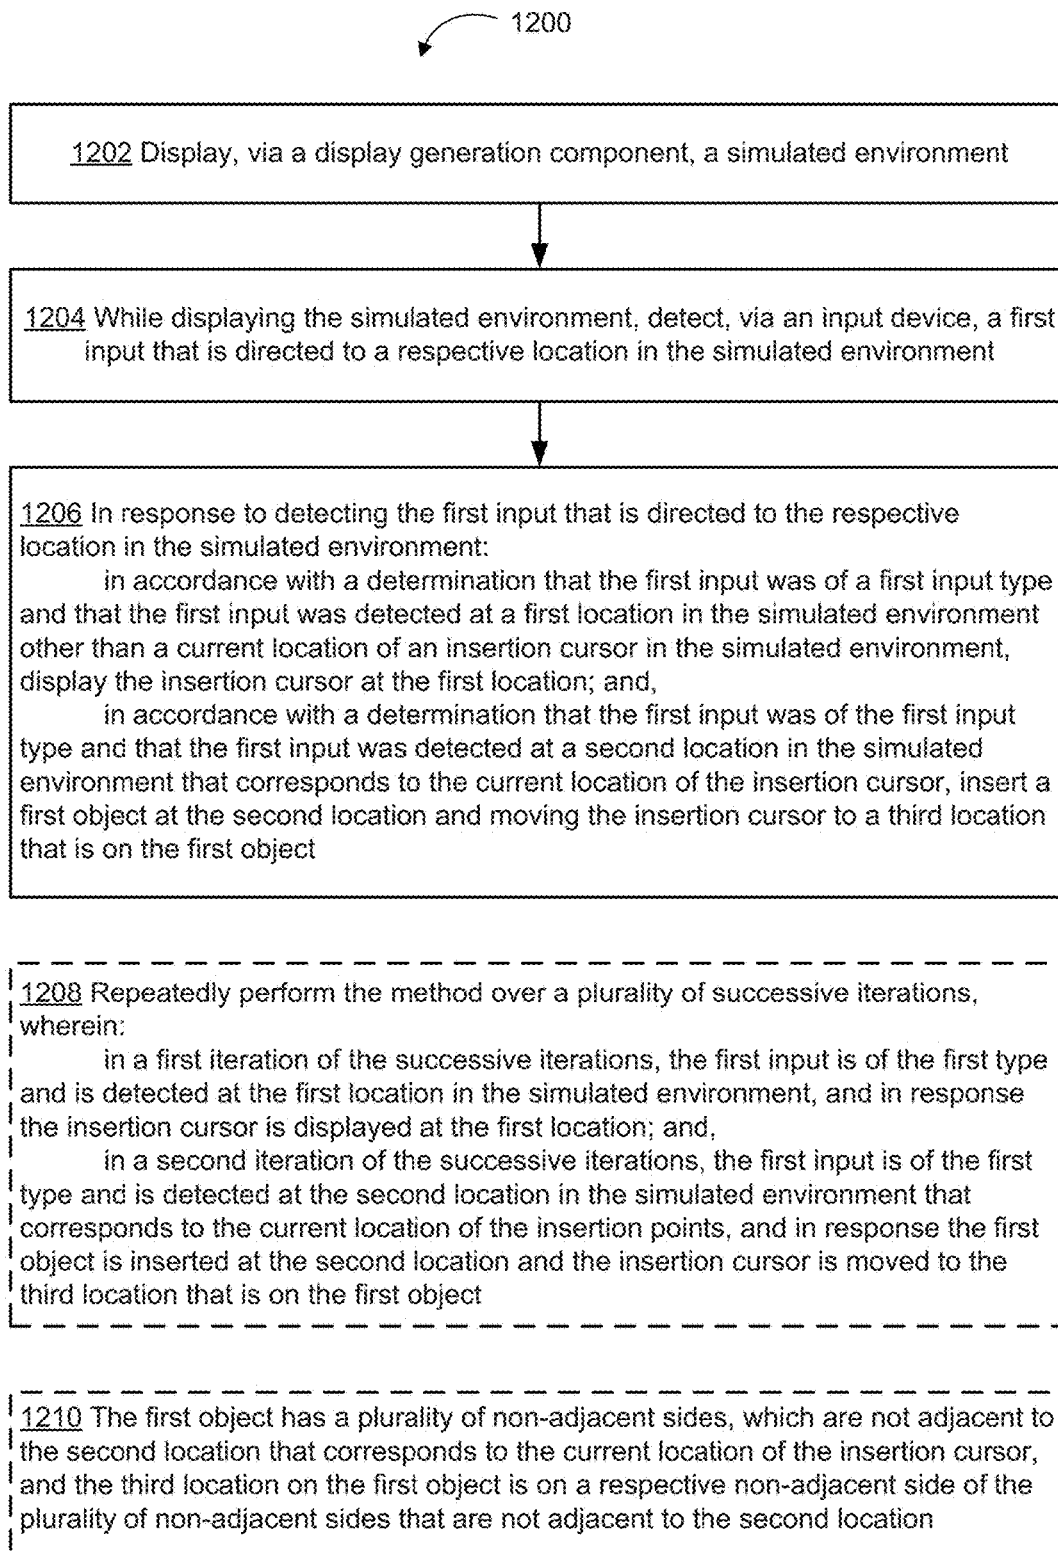 1200
1202 Display, via a display generation component, a simulated environment
1204 While displaying the simulated environment, detect, via an input device, a first
input that is directed to a respective location in the simulated environment
1206 In response to detecting the first input that is directed to the respective
location in the simulated environment:
in accordance with a determination that the first input was of a first input type
and that the first input was detected at a first location in the simulated environment
other than a current location of an insertion cursor in the simulated environment,
display the insertion cursor at the first location; and,
in accordance with a determination that the first input was of the first input
type and that the first input was detected at a second location in the simulated
environment that corresponds to the current location of the insertion cursor, insert a
first object at the second location and moving the insertion cursor to a third location
that is on the first object
1208 Repeatedly perform the method over a plurality of successive iterations,
wherein:
in a first iteration of the successive iterations, the first input is of the first type
and is detected at the first location in the simulated environment, and in response
the insertion cursor is displayed at the first location; and,
in a second iteration of the successive iterations, the first input is of the first
type and is detected at the second location in the simulated environment that
corresponds to the current location of the insertion points, and in response the first
object is inserted at the second location and the insertion cursor is moved to the
third location that is on the first object
1210 The first object has a plurality of non-adjacent sides, which are not adjacent to
the second location that corresponds to the current location of the insertion cursor,
and the third location on the first object is on a respective non-adjacent side of the
plurality of non-adjacent sides that are not adjacent to the second location